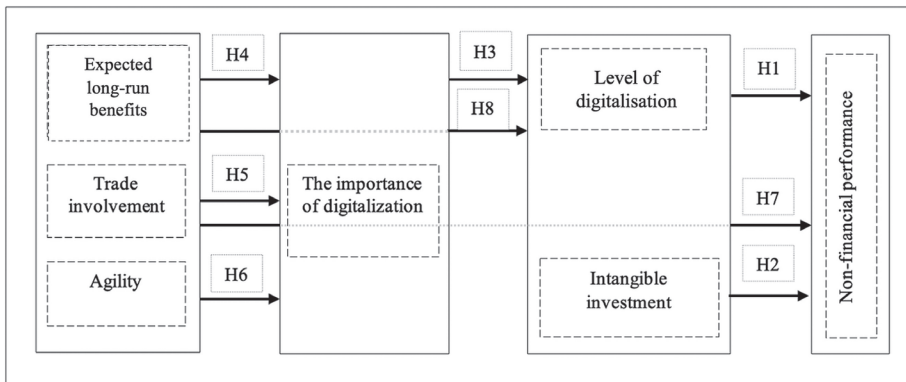 Expected
long-run
benefits
H4
H3
H8
Level of
digitalisation
H1
Trade
involvement
H5
The importance
of digitalization
H7
Agility
H6
Intangible
investment
H2
Non-financial performance